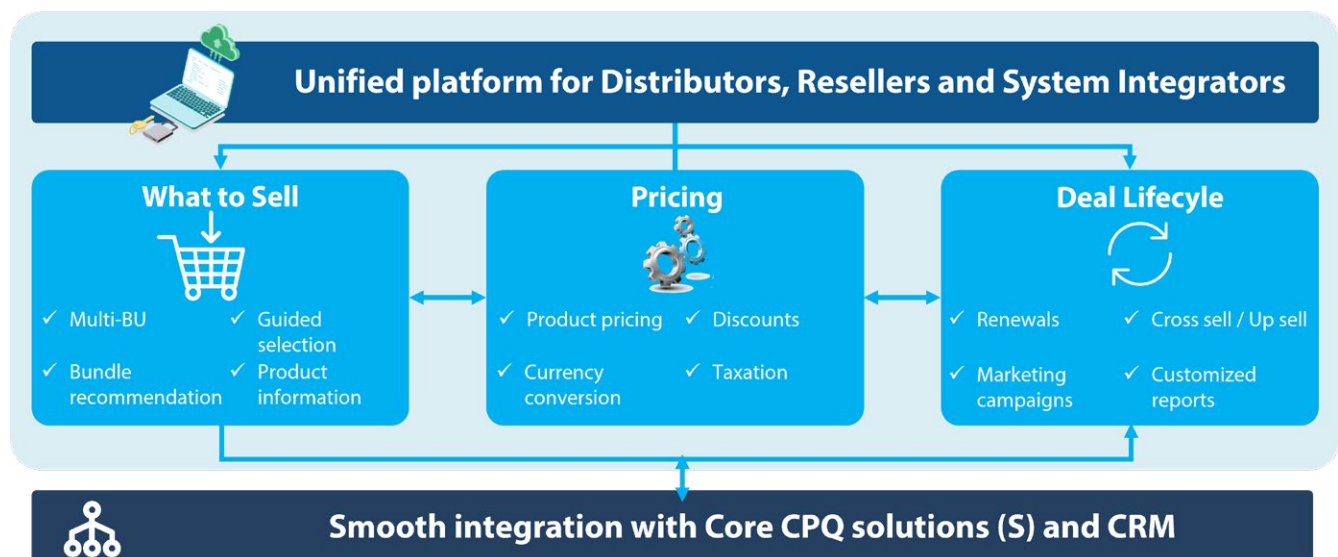 Unified platform for Distributors, Resellers and System Integrators
What to Sell
✓ Multi-BU
✓ Guided
selection
✓ Bundle
recommendation
✓ Product
information
Pricing
✓ Product pricing
✓ Discounts
✓ Currency
conversion
✓ Taxation
Deal Lifecyle
✓ Renewals
✓ Cross sell / Up sell
✓ Marketing
campaigns
✓ Customized
reports
Smooth integration with Core CPQ solutions (S) and CRM